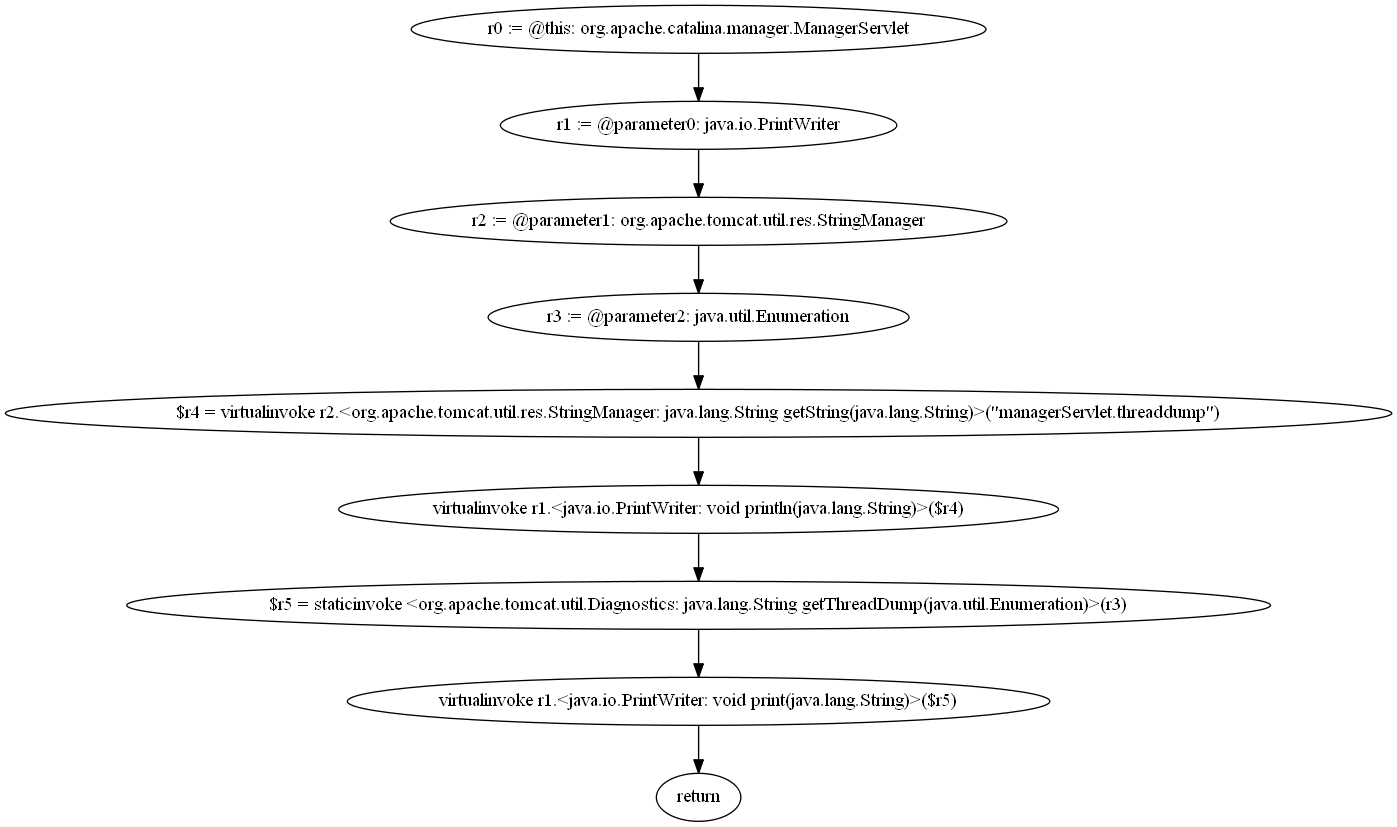 r0 := @this: org.apache.catalina.manager.ManagerServlet
r1 := @parameter0: java.io.PrintWriter
r2 := @parameter1: org.apache.tomcat.util.res.StringManager
r3 := @parameter2: java.util.Enumeration
$r4 = virtualinvoke r2.<org.apache.tomcat.util.res.StringManager: java.lang.String getString(java.lang.String)>("managerServlet.threaddump")
virtualinvoke r1.<java.io.PrintWriter: void println(java.lang.String)>($r4)
$r5 = staticinvoke <org.apache.tomcat.util.Diagnostics: java.lang.String getThreadDump(java.util.Enumeration)>(r3)
virtualinvoke r1.<java.io.PrintWriter: void print(java.lang.String)>($r5)
return